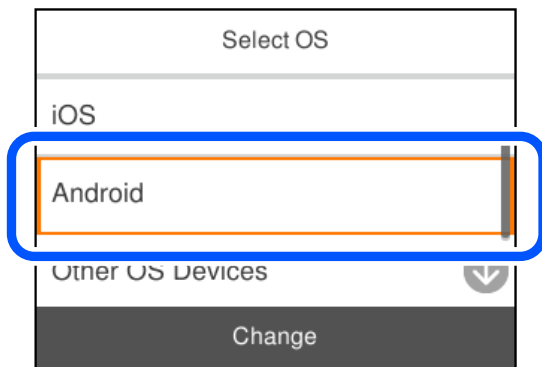 Select OS
iOS
Android
Other OS Devices
Change